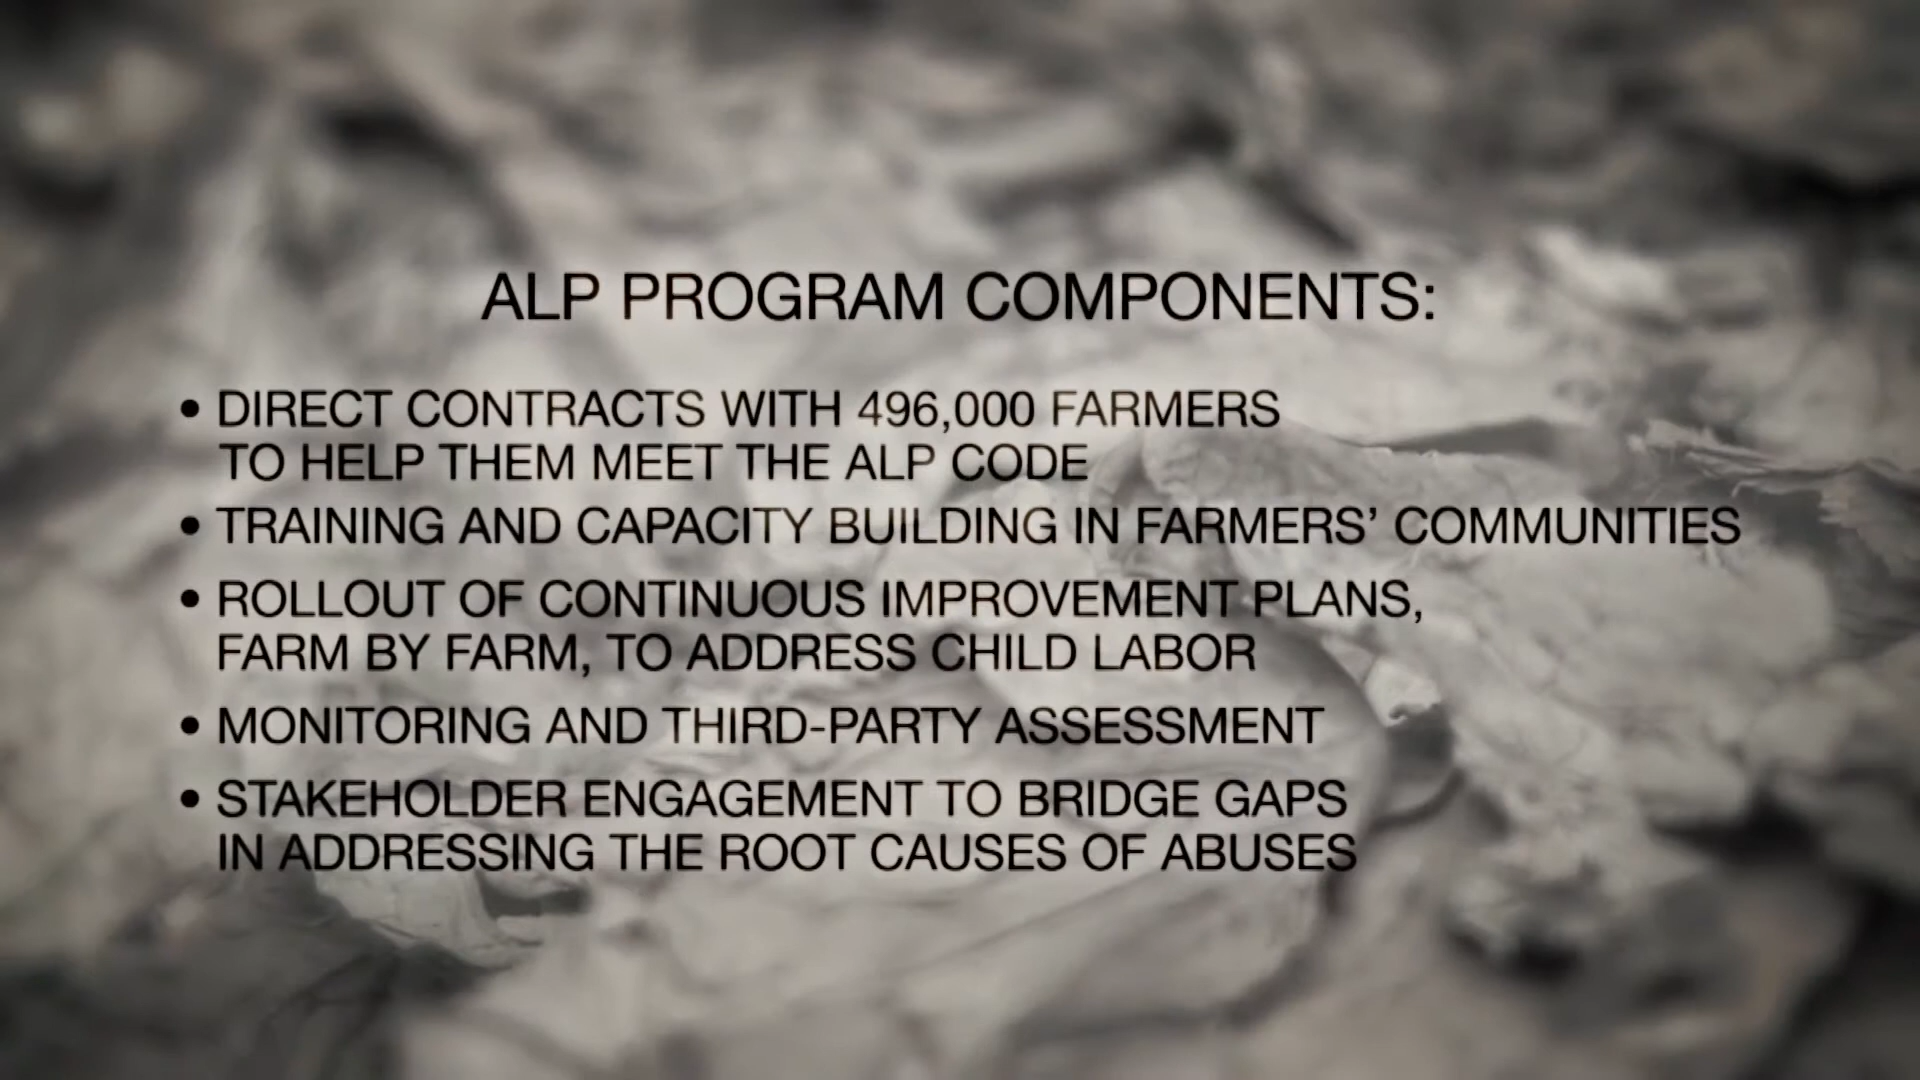 ALP PROGRAM COMPONENTS:
• DIRECT CONTRACTS WITH 496,000 FARMERS
TO HELP THEM MEET THE ALP CODE
• TRAINING AND CAPACITY BUILDING IN FARMERS’ COMMUNITIES
• ROLLOUT OF CONTINUOUS IMPROVEMENT PLANS,
FARM BY FARM, TO ADDRESS CHILD LABOR
• MONITORING AND THIRD-PARTY ASSESSMENT
• STAKEHOLDER ENGAGEMENT TO BRIDGE GAPS
IN ADDRESSING THE ROOT CAUSES OF ABUSES